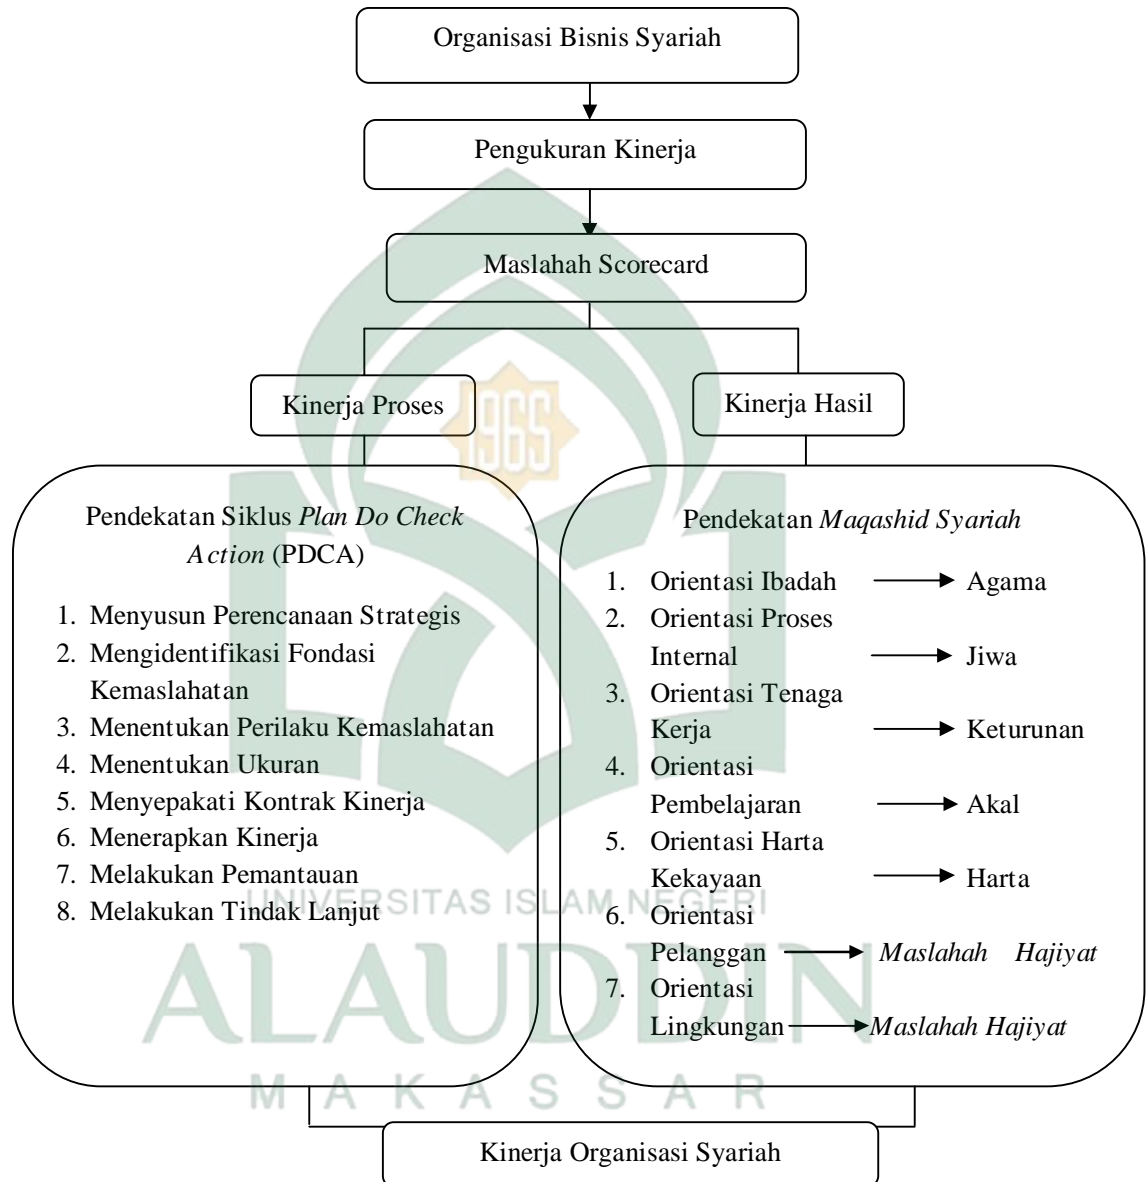 Organisasi Bisnis Syariah
Pengukuran Kinerja
Maslahah Scorecard
Kinerja Proses
Kinerja Hasil
1965
Pendekatan Siklus Plan Do Check
Action (PDCA)
1. Menyusun Perencanaan Strategis
2. Mengidentifikasi Fondasi
Kemaslahatan
3. Menentukan Perilaku Kemaslahatan
4. Menentukan Ukuran
5. Menyepakati Kontrak Kinerja
6. Menerapkan Kinerja
7. Melakukan Pemantauan
8. Melakukan Tindak Lanjut
Pendekatan Maqashid Syariah
1. Orientasi Ibadah Agama
2. Orientasi Proses
Internal Jiwa
3. Orientasi Tenaga
Kerja Keturunan
4. Orientasi
Pembelajaran Akal
5. Orientasi Harta
Kekayaan Harta
6. Orientasi
Pelanggan Maslahah Hajiyat
7. Orientasi
Lingkungan Maslahah Hajiyat
UNIVERSITAS ISLAM NEGERI
ALAUDDIN
MAKASSAR
Kinerja Organisasi Syariah